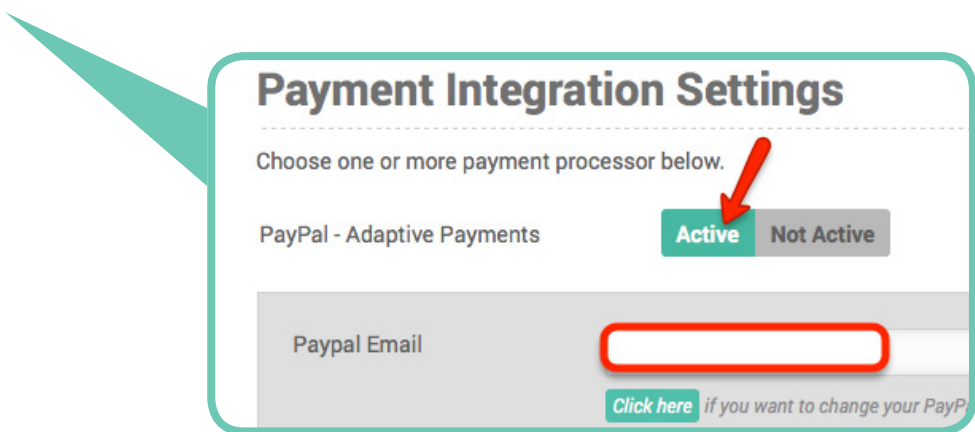 Payment Integration Settings
Choose one or more payment processor below.
PayPal - Adaptive Payments Active Not Active
Paypal Email
Click here if you want to change your